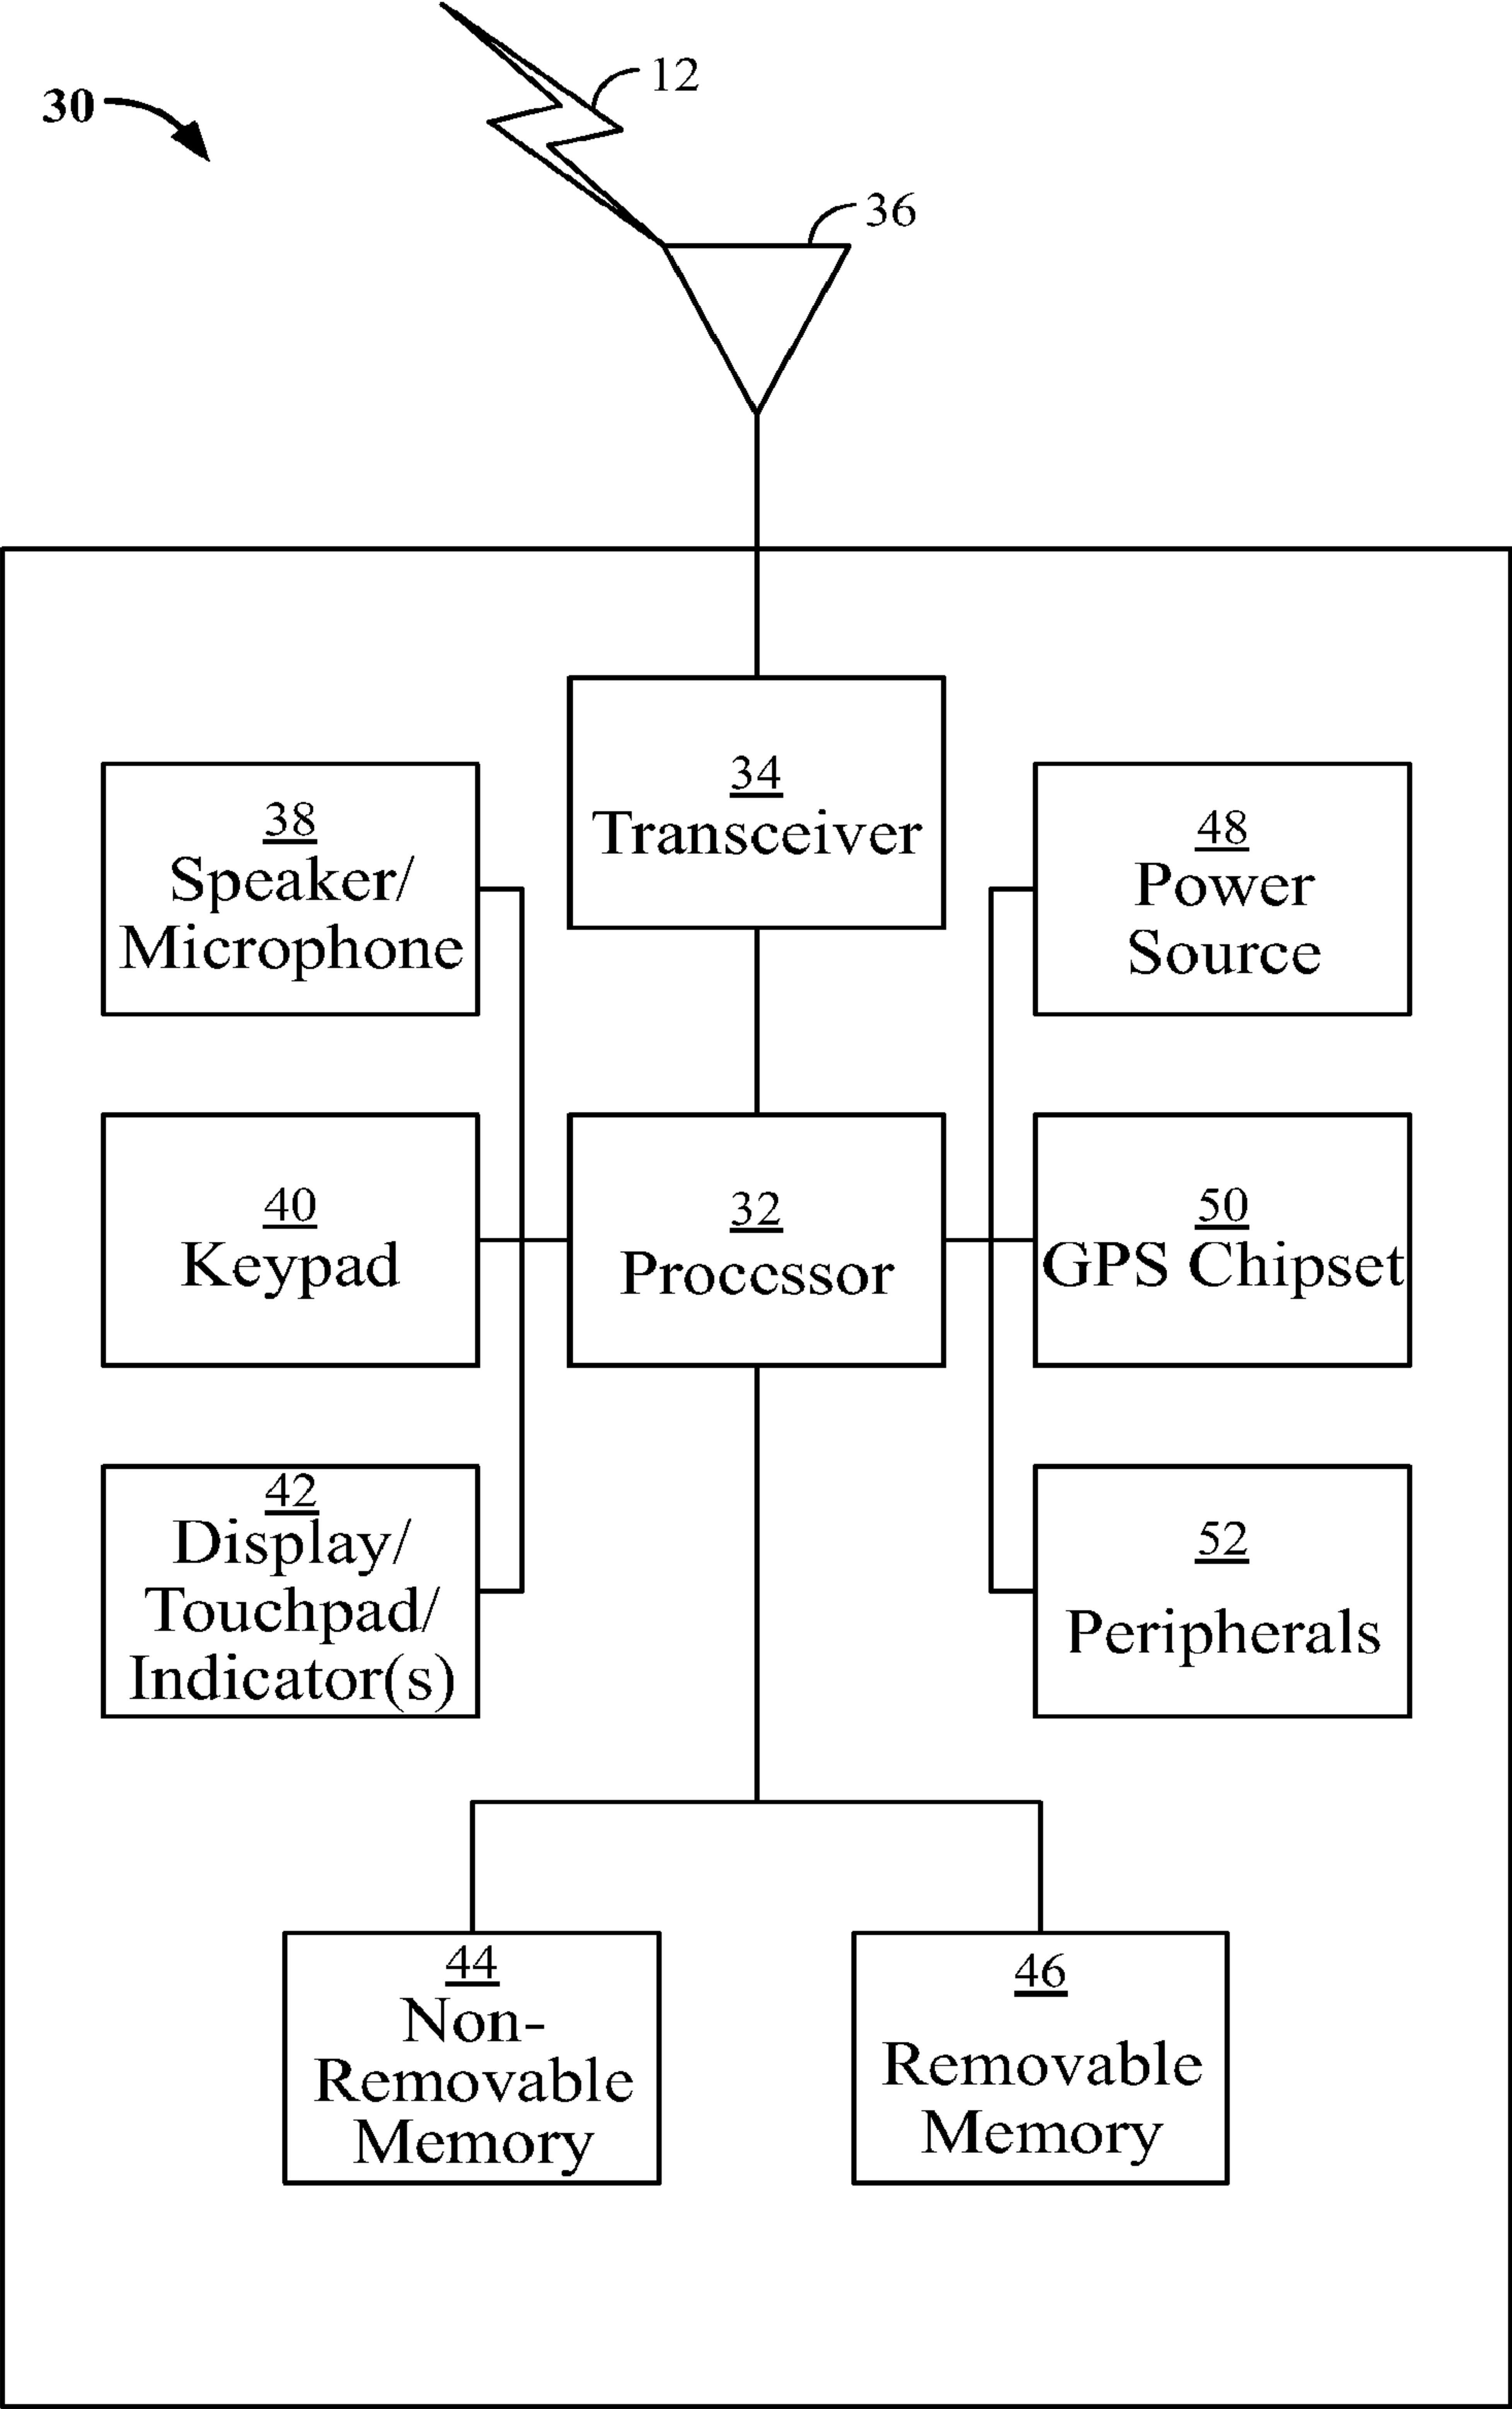 12
30
36
34
Transceiver
38
Speaker/
Microphone
48
Power
Source
40
Keypad
32
Proccssor
50
GPS Chipset
42
Display/
Touchpad/
Indicator(s)
52
Peripherals
44
Non-
Removable
Memory
46
Removable
Memory